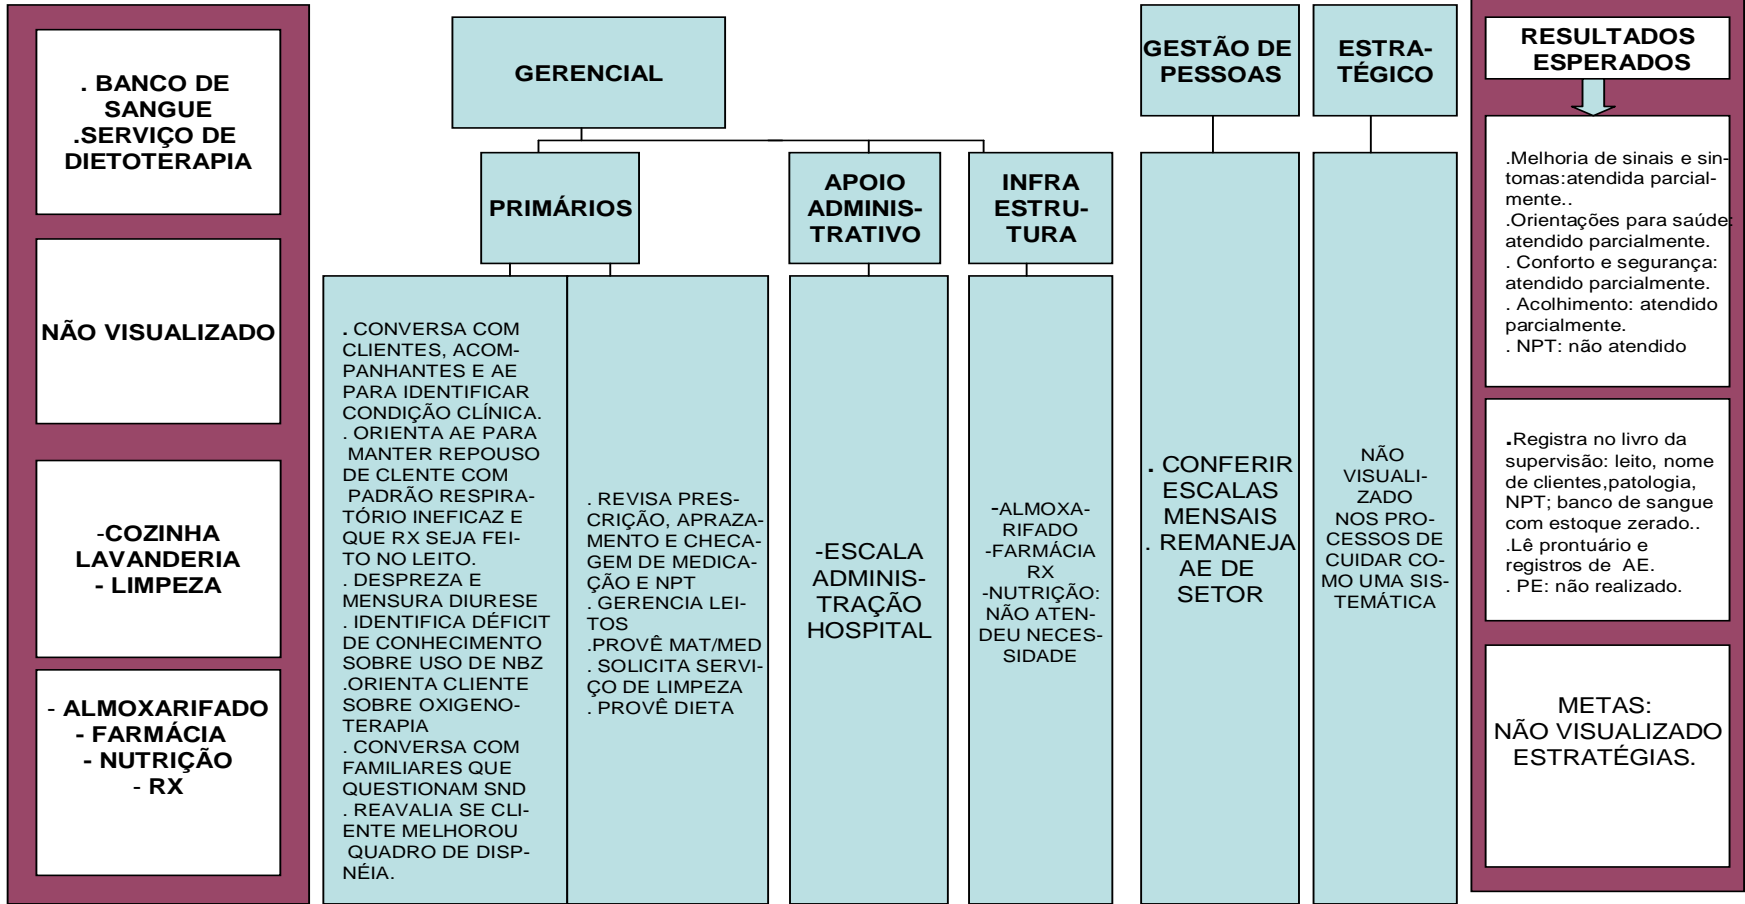 . BANCO DE
SANGUE
.SERVIÇO DE
DIETOTERAPIA
NÃO VISUALIZADO
-COZINHA
LAVANDERIA
- LIMPEZA
- ALMOXARIFADO
- FARMÁCIA
- NUTRIÇÃO
- RX
GERENCIAL
PRIMÁRIOS
. CONVERSA COM
CLIENTES, ACOM-
PANHANTES E AE
PARA IDENTIFICAR
CONDIÇÃO CLÍNICA.
. ORIENTA AE PARA
MANTER REPOUSO
DE CLENTE COM
PADRÃO RESPIRA-
TÓRIO INEFICAZ E
QUE RX SEJA FEI-
TO NO LEITO.
. DESPREZA E
MENSURA DIURESE
. IDENTIFICA DÉFICIT
DE CONHECIMENTO
SOBRE USO DE NBZ
.ORIENTA CLIENTE
SOBRE OXIGENO-
TERAPIA
. CONVERSA COM
FAMILIARES QUE
QUESTIONAM SND
. REAVALIA SE CLI-
ENTE MELHOROU
QUADRO DE DISP-
NÉIA.
. REVISA PRES-
CRIÇÃO, APRAZA-
MENTO E CHECA-
GEM DE MEDICA-
ÇÃO E NPT
. GERENCIA LEI-
TOS
.PROVÊ MAT/MED
. SOLICITA SERVI-
ÇO DE LIMPEZA
. PROVÊ DIETA
APOIO
ADMINIS-
TRATIVO
-ESCALA
ADMINIS-
TRAÇÃO
HOSPITAL
INFRA
ESTRU-
TURA
-ALMOXA-
RIFADO
-FARMÁCIA
RX
-NUTRIÇÃO:
NÃO ATEN-
DEU NECES-
SIDADE
GESTÃO DE
PESSOAS
. CONFERIR
ESCALAS
MENSAIS
. REMANEJA
AE DE
SETOR
ESTRA-
TÉGICO
NÃO
VISUALI-
ZADO
NOS PRO-
CESSOS DE
CUIDAR CO-
MO UMA SIS-
TEMÁTICA
RESULTADOS
ESPERADOS
.Melhoria de sinais e sin-
tomas:atendida parcial-
mente..
.Orientações para saúde:
atendido parcialmente.
. Conforto e segurança:
atendido parcialmente.
. Acolhimento: atendido
parcialmente.
. NPT: não atendido
.Registra no livro da
supervisão: leito, nome
de clientes,patologia,
NPT; banco de sangue
com estoque zerado..
.Lê prontuário e
registros de AE.
. PE: não realizado.
METAS:
NÃO VISUALIZADO
ESTRATÉGIAS.